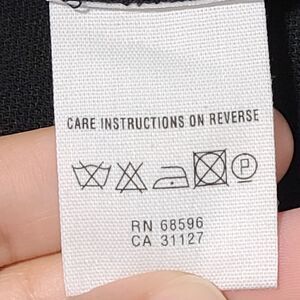 CARE INSTRUCTIONS ON REVERSE
P
RN 68596
CA 31127